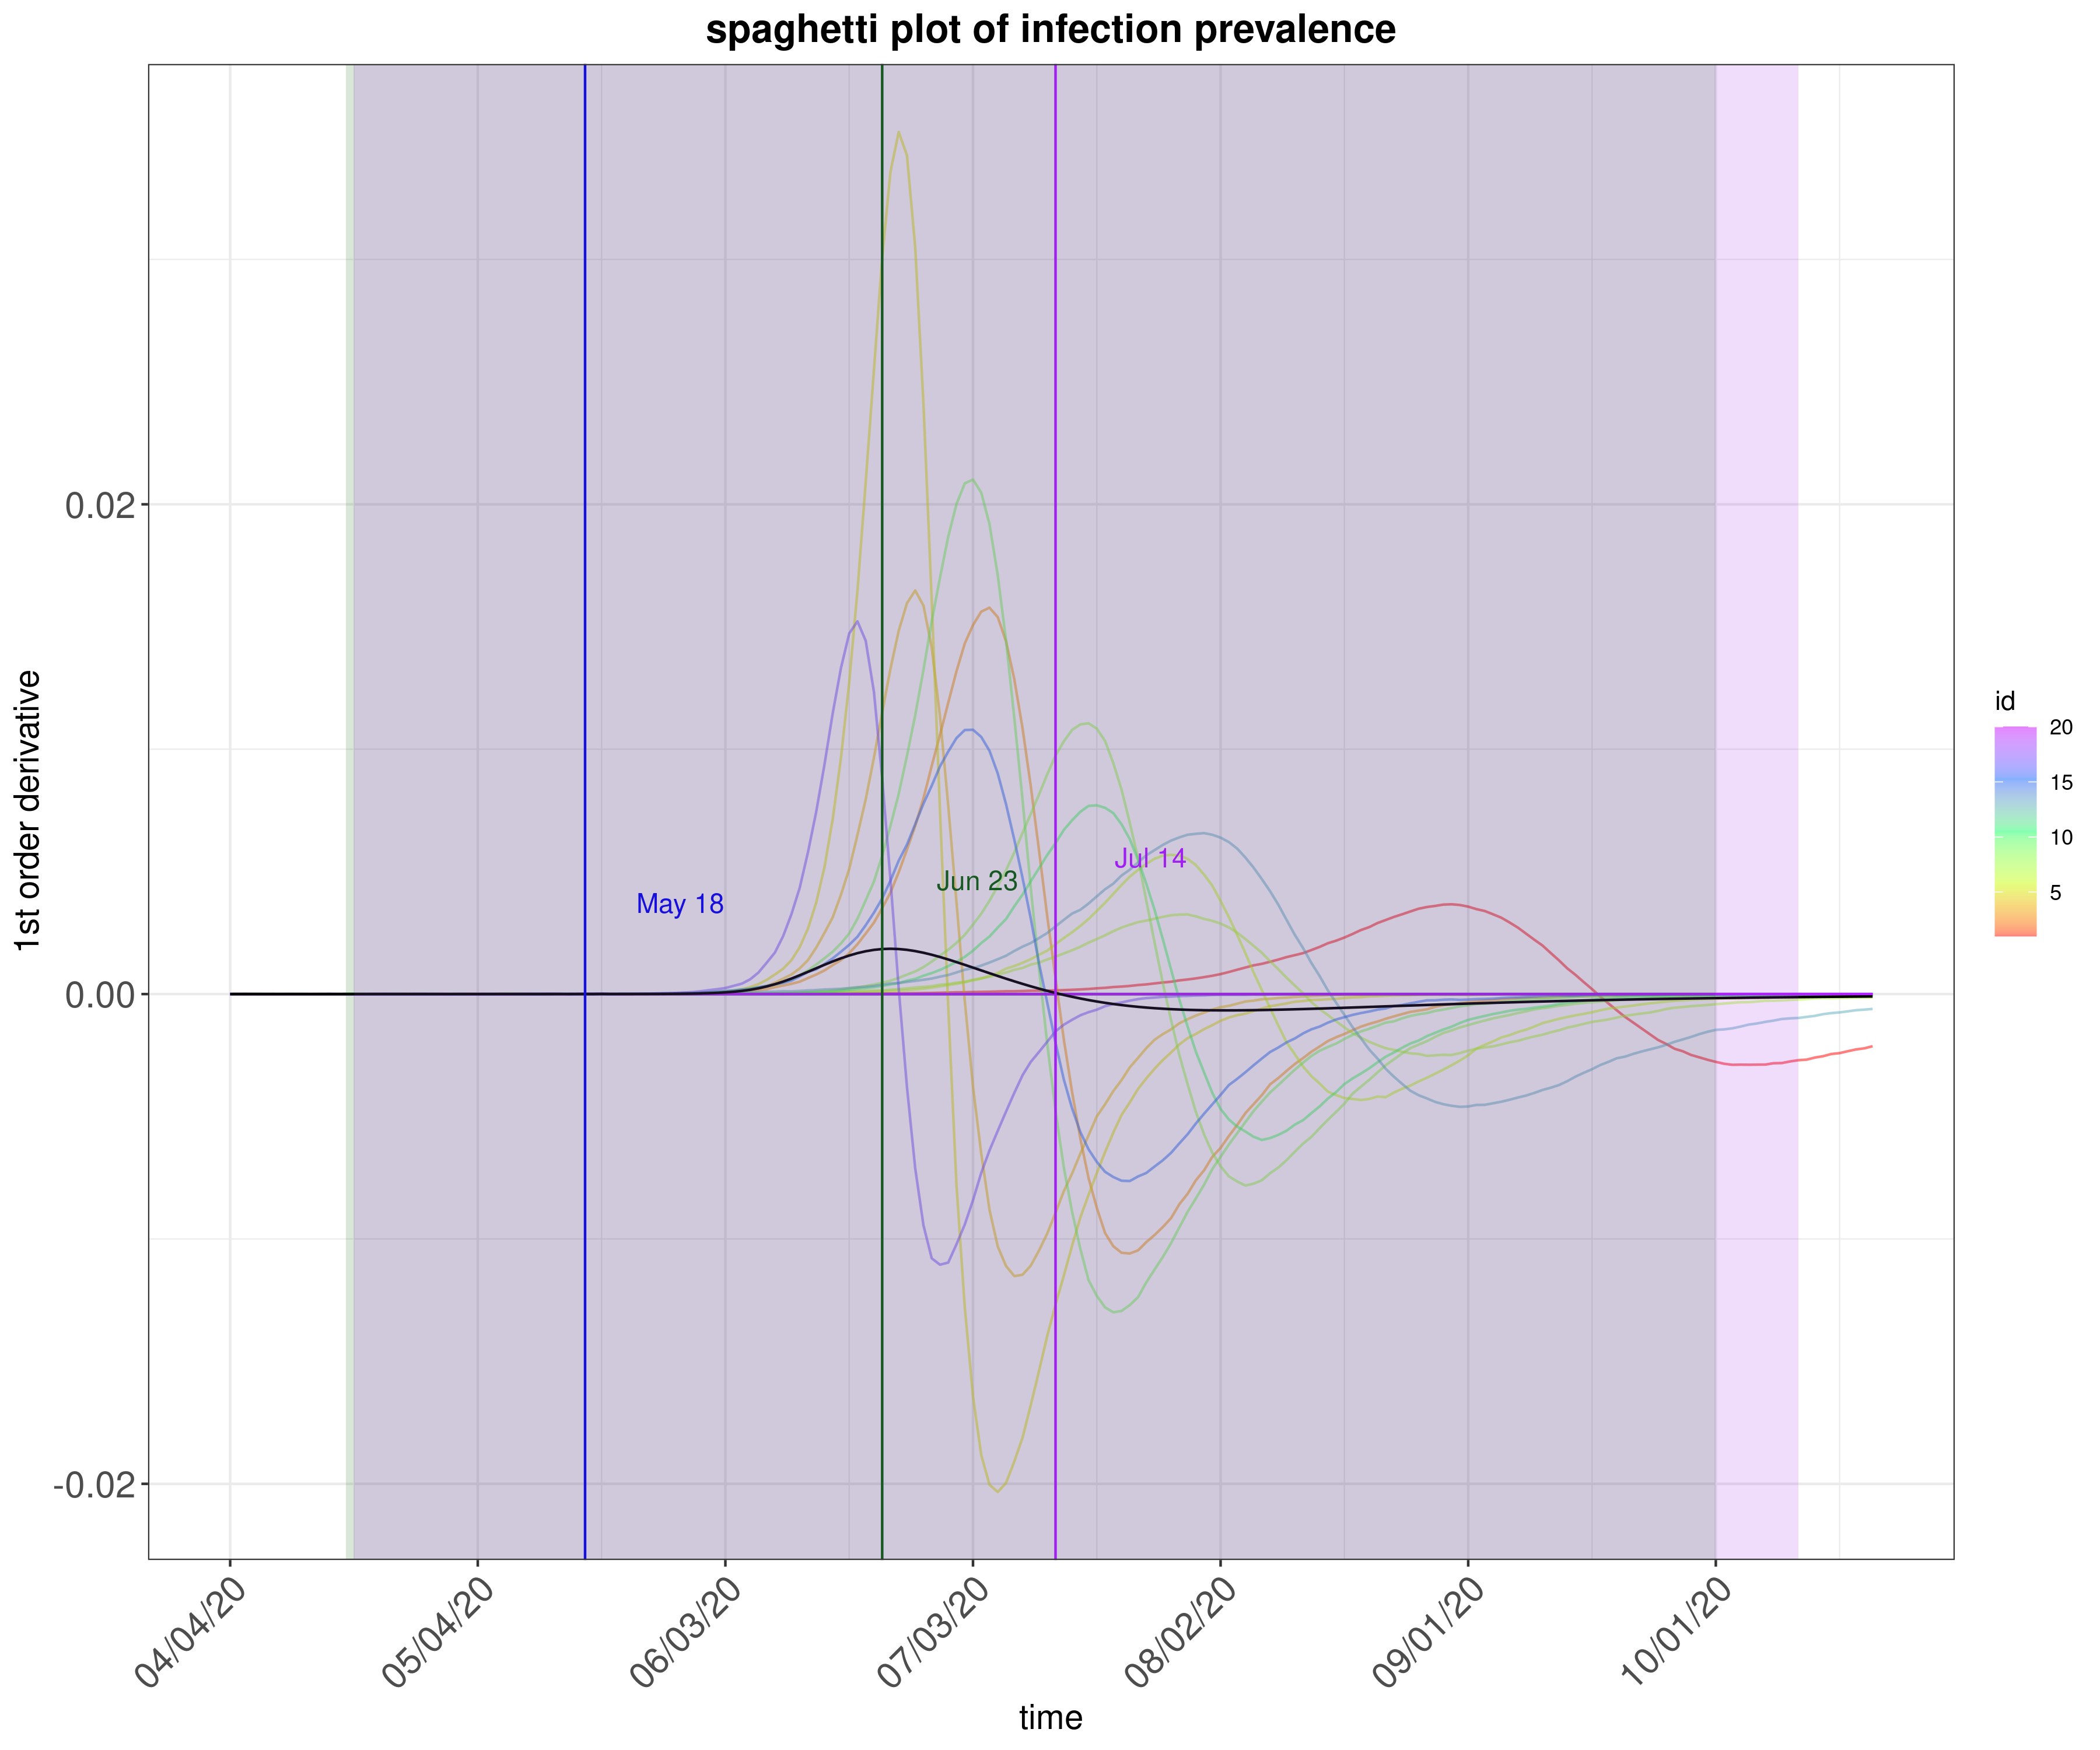 spaghetti plot of infection prevalence
1st order derivative
0.02
0.00
-0.02
May 18
Jun 23
Jul 14
id
20
15
10
5
04/04/20
05/04/20
06/03/20
07/03/20
08/02/20
09/01/20
10/01/20
time